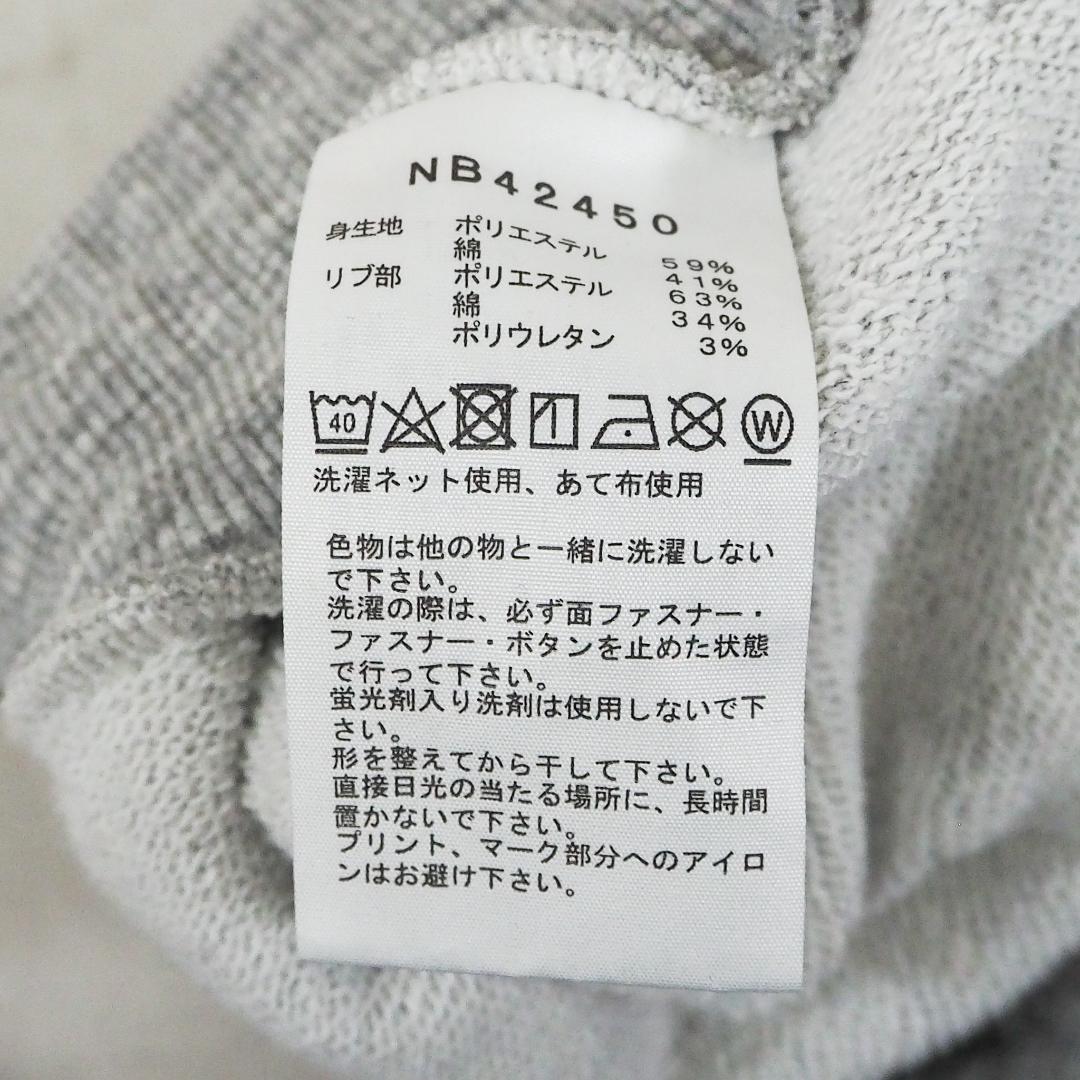 NB42450
身生地 ポリエステル 59%
綿 41%
リブ部 ポリエステル 63%
綿 34%
ポリウレタン 3%
40 W
洗濯ネット使用、あて布使用
色物は他の物と一緒に洗濯しない
で下さい。
洗濯の際は、必ず面ファスナー・
ファスナー・ボタンを止めた状態
で行って下さい。
蛍光剤入り洗剤は使用しないで下
さい。
形を整えてから干して下さい。
直接日光の当たる場所に、長時間
置かないで下さい。
プリント、マーク部分へのアイロ
ンはお避け下さい。